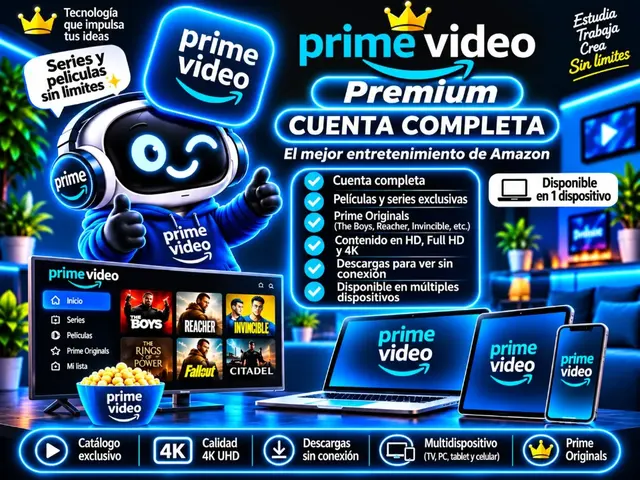 Tecnología
que impulsa
tus ideas
Series y
películas
sin límites
prime
video
prime video
Premium
CUENTA COMPLETA
El mejor entretenimiento de Amazon
Estudia
Trabaja
Crea
Sin límites
Cuenta completa
Películas y series exclusivas
Prime Originals
(The Boys, Reacher, Invincible, etc.)
Contenido en HD, Full HD
y 4K
Descargas para ver sin
conexión
Disponible en múltiples
dispositivos
Disponible
en 1 dispositivo
prime
prime
video
prime video
Inicio
Series
Películas
Prime Originals
Mi lista
THE
BOYS
REACHER
INVINCIBLE
THE
RINGS
OF
POWER
Fallout
CITADEL
prime
video
prime
video
prime
video
prime
video
Catálogo
exclusivo
4K
Calidad
4K UHD
Descargas
sin conexión
Multidispositivo
(TV, PC, tablet y celular)
Prime
Originals